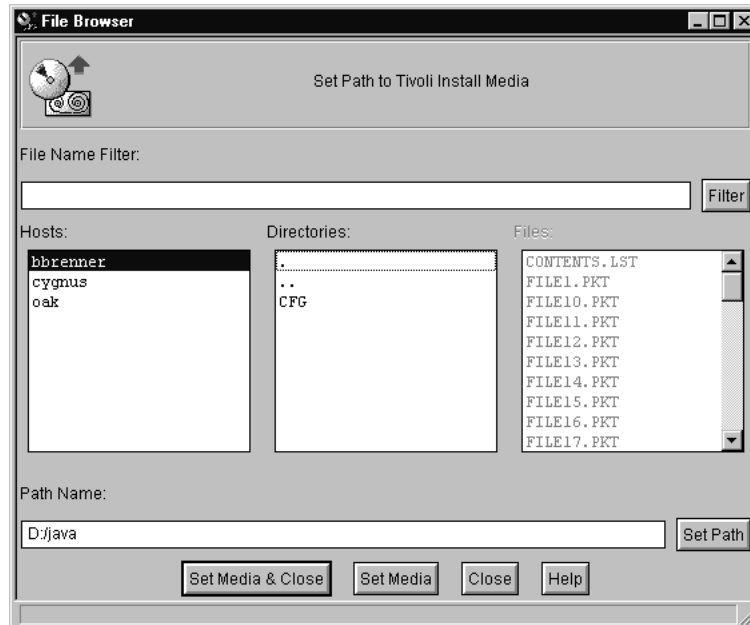 File Browser
Set Path to Tivoli Install Media
File Name Filter:
Filter
Hosts:
Directories:
Files:
bbrenner
cygnus
oak
.
..
CFG
CONTENTS.LST
FILE1.PKT
FILE10.PKT
FILE11.PKT
FILE12.PKT
FILE13.PKT
FILE14.PKT
FILE15.PKT
FILE16.PKT
FILE17.PKT
Path Name:
D:/java
Set Path
Set Media & Close
Set Media
Close
Help